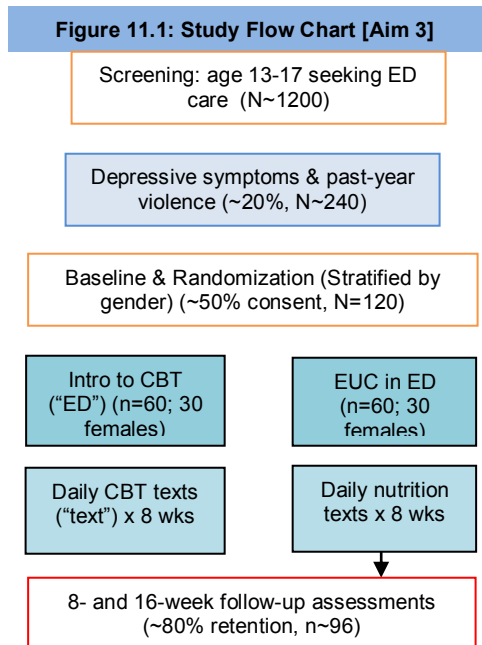 Figure 11.1: Study Flow Chart [Aim 3]
Screening: age 13-17 seeking ED
care (N~1200)
Depressive symptoms & past-year
violence (~20%, N~240)
Baseline & Randomization (Stratified by
gender) (~50% consent, N=120)
Intro to CBT
(“ED”) (n=60; 30
females)
EUC in ED
(n=60; 30
females)
Daily CBT texts
(“text”) x 8 wks
Daily nutrition
texts x 8 wks
8- and 16-week follow-up assessments
(~80% retention, n~96)